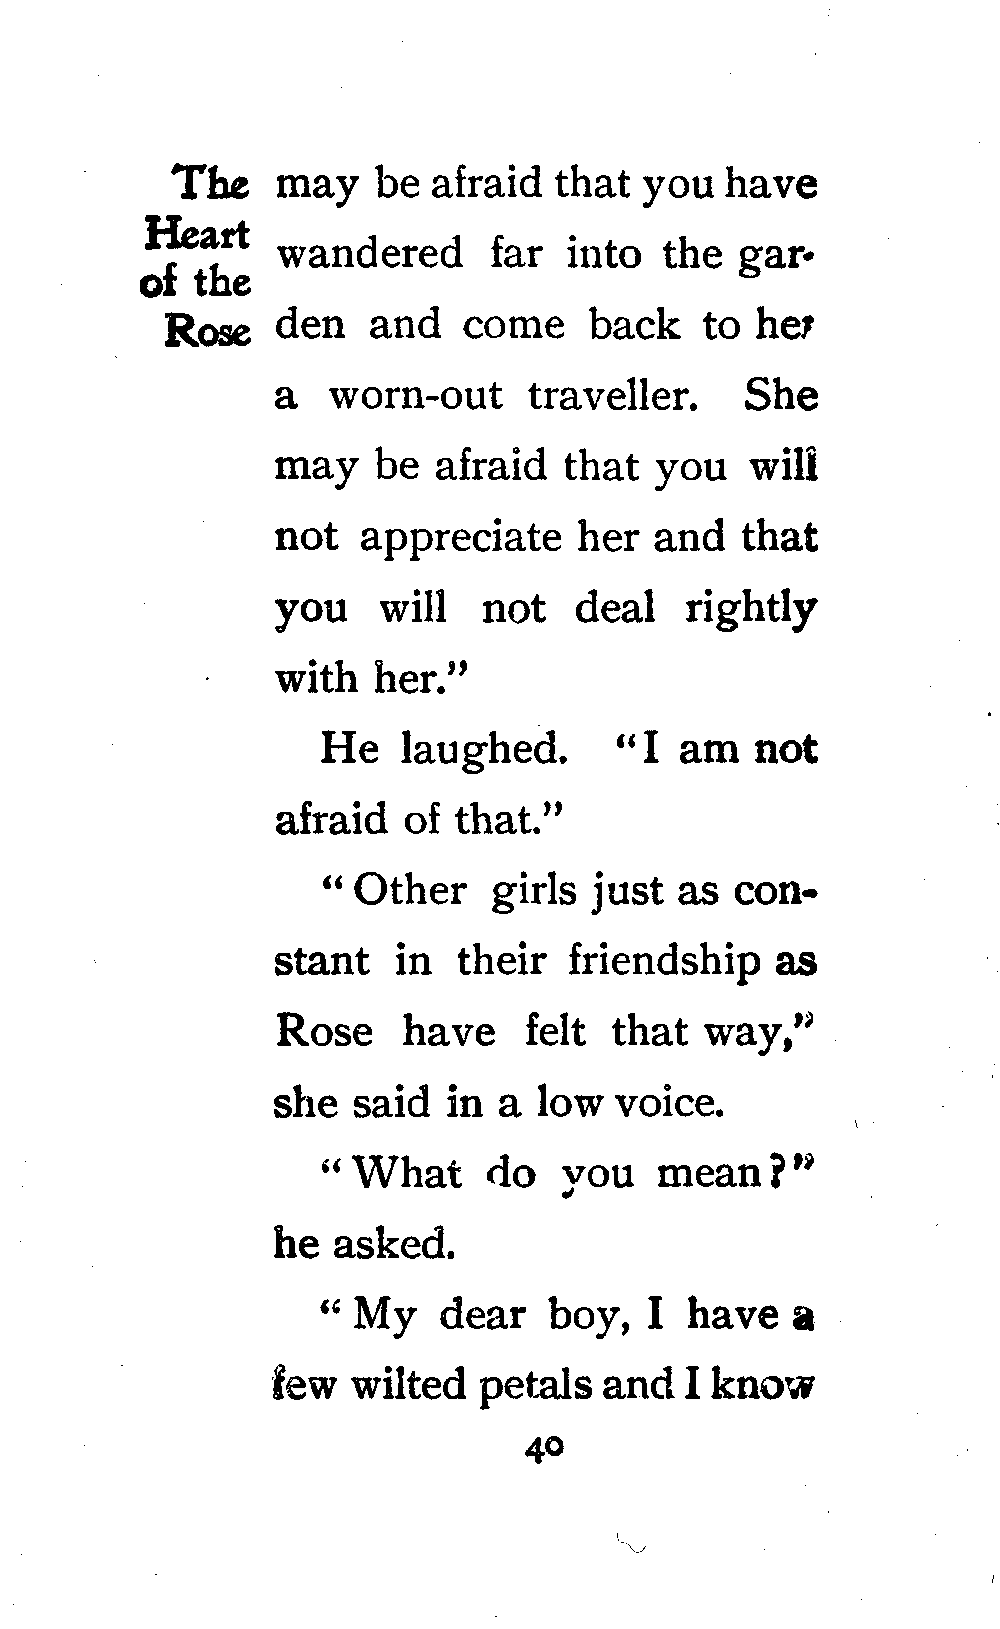 The
Heart
of the
Rose
may be afraid that you have
wandered far into the gar-
den and come back to her
a worn-out traveller. She
may be afraid that you will
not appreciate her and that
you will not deal rightly
with her."
He laughed. "I am not
afraid of that."
"Other girls just as con-
stant in their friendship as
Rose have felt that way,"
she said in a low voice.
"What do you mean?"
he asked.
"My dear boy, I have a
few wilted petals and I know
40